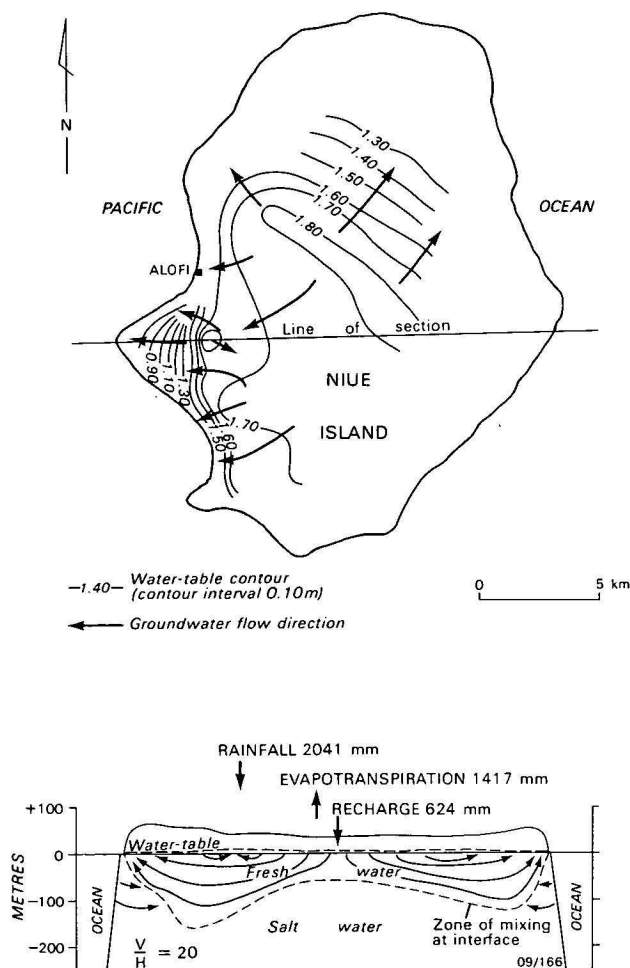 N
PACIFIC
OCEAN
1.30
1.40
1.50
1.60
1.70
1.80
ALOFI
Line of section
0.90
1.10
1.30
1.50
1.60
1.70
NIUE
ISLAND
—1.40— Water-table contour
(contour interval 0.10m)
Groundwater flow direction
0 5 km
RAINFALL 2041 mm
EVAPOTRANSPIRATION 1417 mm
RECHARGE 624 mm
METRES
+100
0
-100
-200
OCEAN
Water-table
Fresh water
Salt water
Zone of mixing
at interface
OCEAN
V/H = 20
09/166